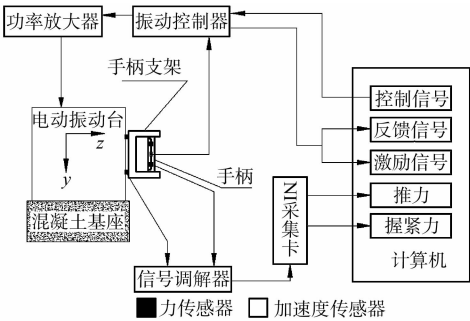 功率放大器
振动控制器
手柄支架
电动振动台
z
y
混凝土基座
手柄
信号调解器
NI采集卡
控制信号
反馈信号
激励信号
推力
握紧力
计算机
力传感器
加速度传感器